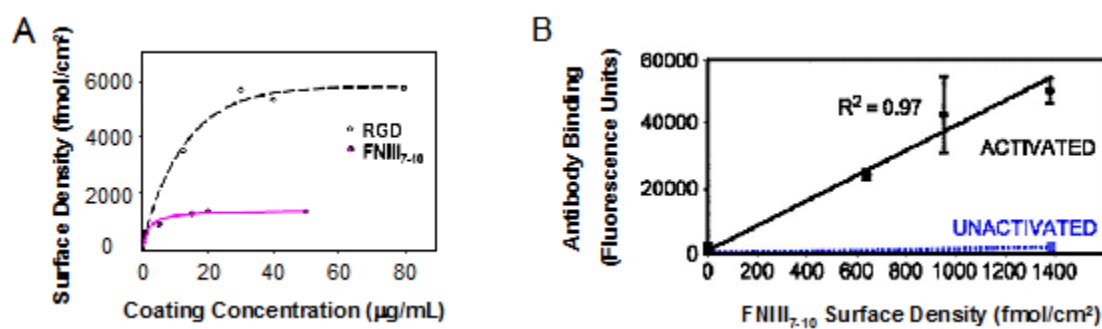 A
Surface Density (fmol/cm²)
6000
4000
2000
0
RGD
FNIII₇₋₁₀
0 20 40 60 80
Coating Concentration (μg/mL)
B
Antibody Binding
(Fluorescence Units)
60000
40000
20000
0
R² = 0.97
ACTIVATED
UNACTIVATED
0 200 400 600 800 1000 1200 1400
FNIII₇₋₁₀ Surface Density (fmol/cm²)